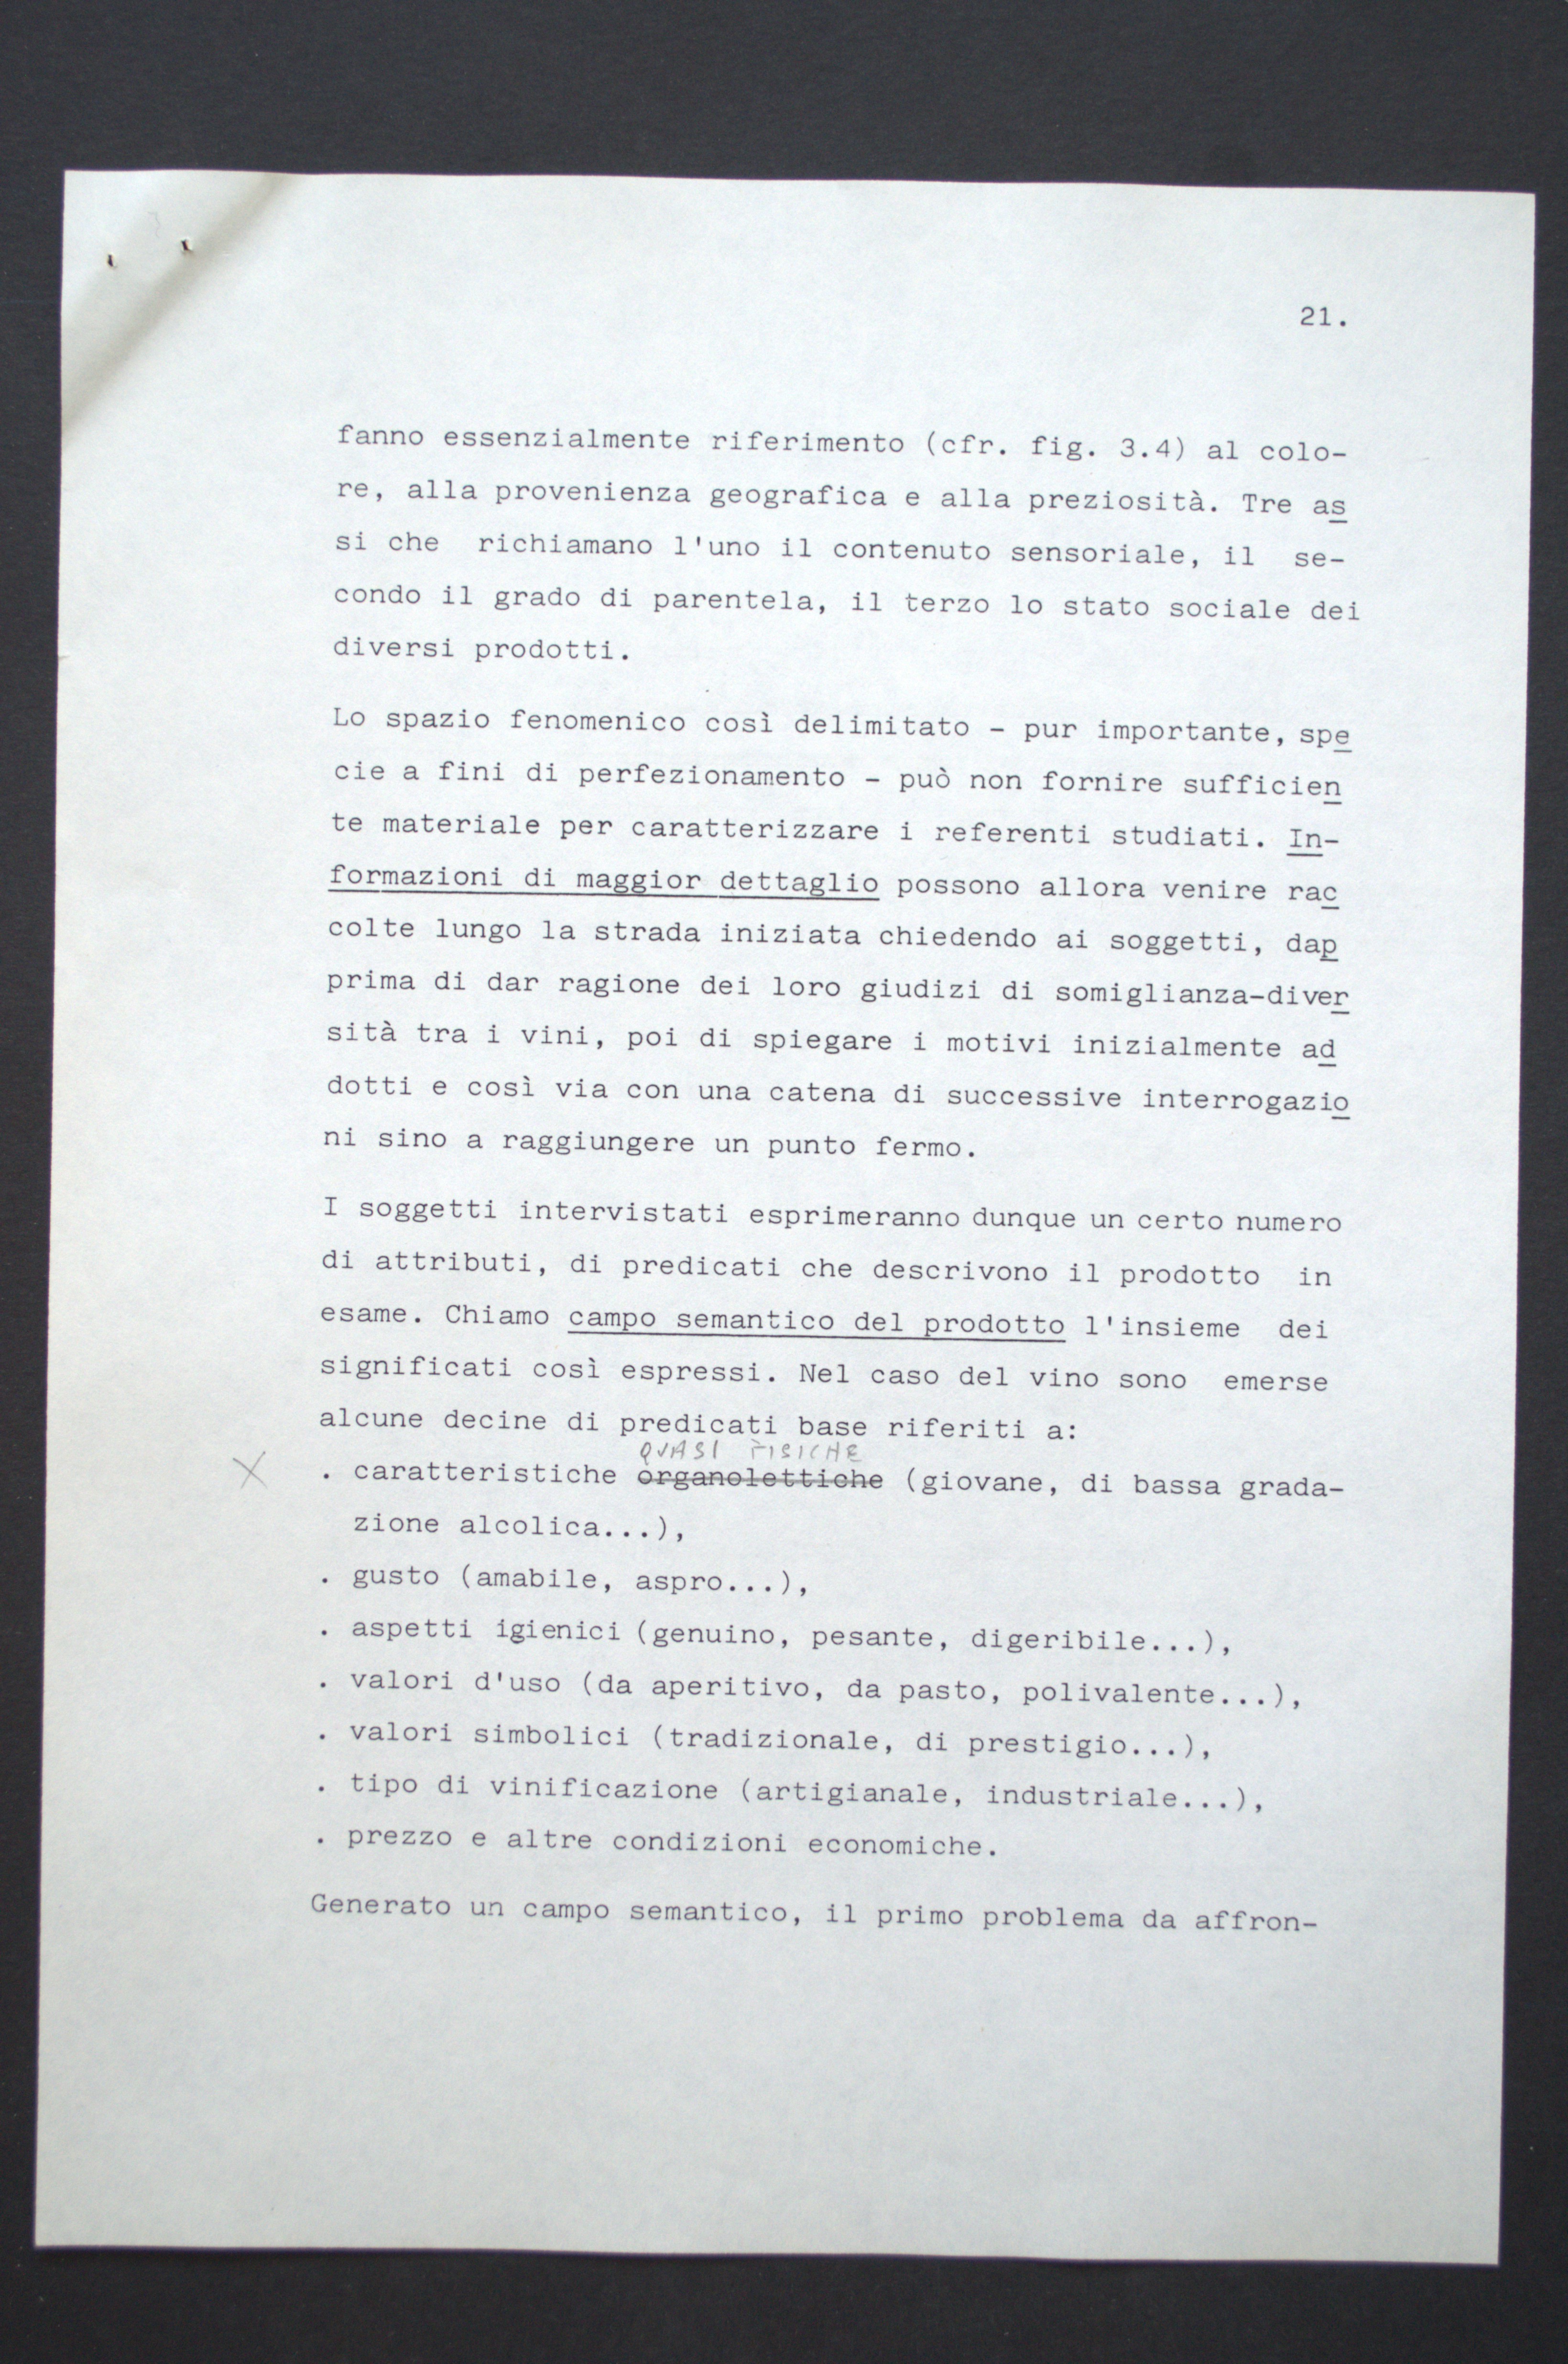 21.
fanno essenzialmente riferimento (cfr. fig. 3.4) al colo-
re, alla provenienza geografica e alla preziosità. Tre as
si che richiamano l'uno il contenuto sensoriale, il se-
condo il grado di parentela, il terzo lo stato sociale dei
diversi prodotti.
Lo spazio fenomenico così delimitato - pur importante, spe
cie a fini di perfezionamento - può non fornire sufficien
te materiale per caratterizzare i referenti studiati. In-
formazioni di maggior dettaglio possono allora venire rac
colte lungo la strada iniziata chiedendo ai soggetti, dap
prima di dar ragione dei loro giudizi di somiglianza-diver
sità tra i vini, poi di spiegare i motivi inizialmente ad
dotti e così via con una catena di successive interrogazio
ni sino a raggiungere un punto fermo.
I soggetti intervistati esprimeranno dunque un certo numero
di attributi, di predicati che descrivono il prodotto in
esame. Chiamo campo semantico del prodotto l'insieme dei
significati così espressi. Nel caso del vino sono emerse
alcune decine di predicati base riferiti a:
QUASI FISICHE
X . caratteristiche organolettiche (giovane, di bassa grada-
zione alcolica...),
. gusto (amabile, aspro...),
. aspetti igienici (genuino, pesante, digeribile...),
. valori d'uso (da aperitivo, da pasto, polivalente...),
. valori simbolici (tradizionale, di prestigio...),
. tipo di vinificazione (artigianale, industriale...),
. prezzo e altre condizioni economiche.
Generato un campo semantico, il primo problema da affron-